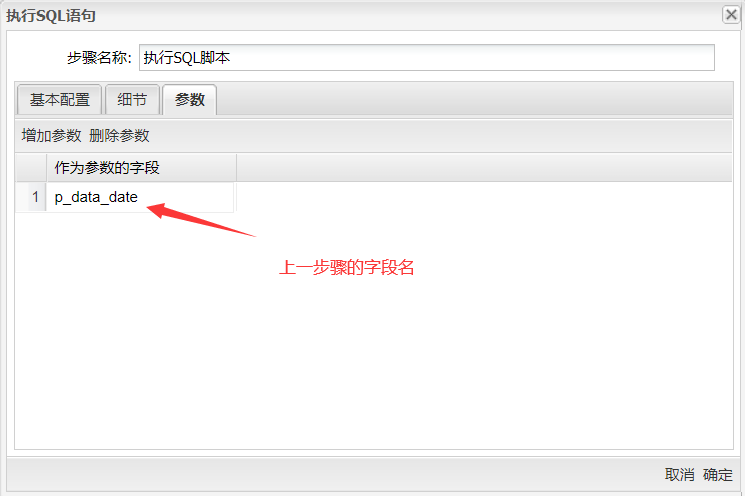 执行SQL语句
步骤名称: 执行SQL脚本
基本配置 细节 参数
增加参数 删除参数
作为参数的字段
1 p_data_date
上一步骤的字段名
取消 确定